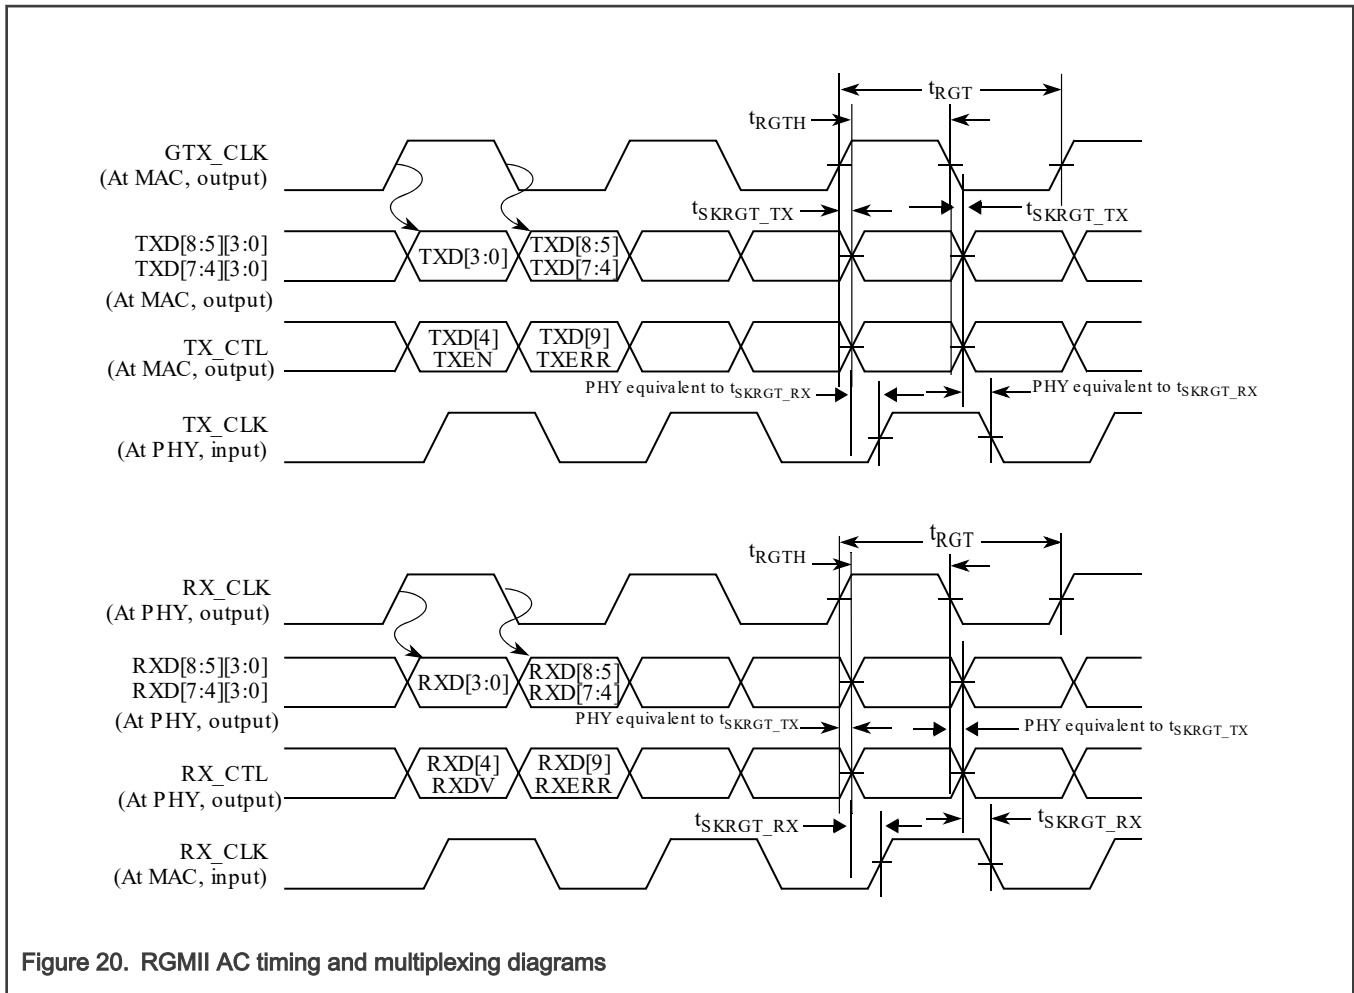 tRGT
tRGTH
GTX_CLK
(At MAC, output)
tSKRGT_TX
tSKRGT_TX
TXD[8:5][3:0]
TXD[7:4][3:0]
(At MAC, output)
TXD[3:0]
TXD[8:5]
TXD[7:4]
TX_CTL
(At MAC, output)
TXD[4]
TXEN
TXD[9]
TXERR
PHY equivalent to tSKRGT_RX
PHY equivalent to tSKRGT_RX
TX_CLK
(At PHY, input)
tRGT
tRGTH
RX_CLK
(At PHY, output)
RXD[8:5][3:0]
RXD[7:4][3:0]
(At PHY, output)
RXD[3:0]
RXD[8:5]
RXD[7:4]
PHY equivalent to tSKRGT_TX
PHY equivalent to tSKRGT_TX
RX_CTL
(At PHY, output)
RXD[4]
RXDV
RXD[9]
RXERR
tSKRGT_RX
tSKRGT_RX
RX_CLK
(At MAC, input)
Figure 20. RGMII AC timing and multiplexing diagrams